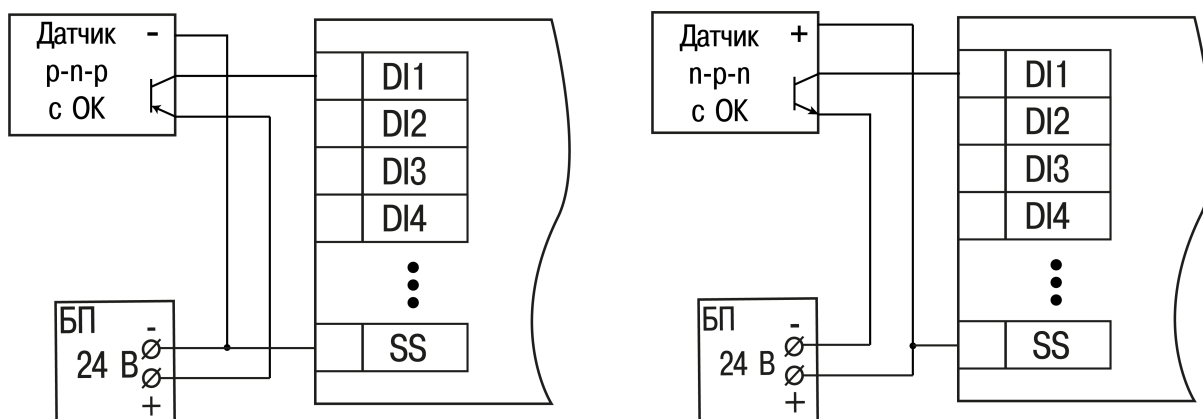 Датчик -
p-n-p
с ОК
DI1
DI2
DI3
DI4
SS
БП
-
24 В
+
Датчик +
n-p-n
с ОК
DI1
DI2
DI3
DI4
SS
БП
-
24 В
+